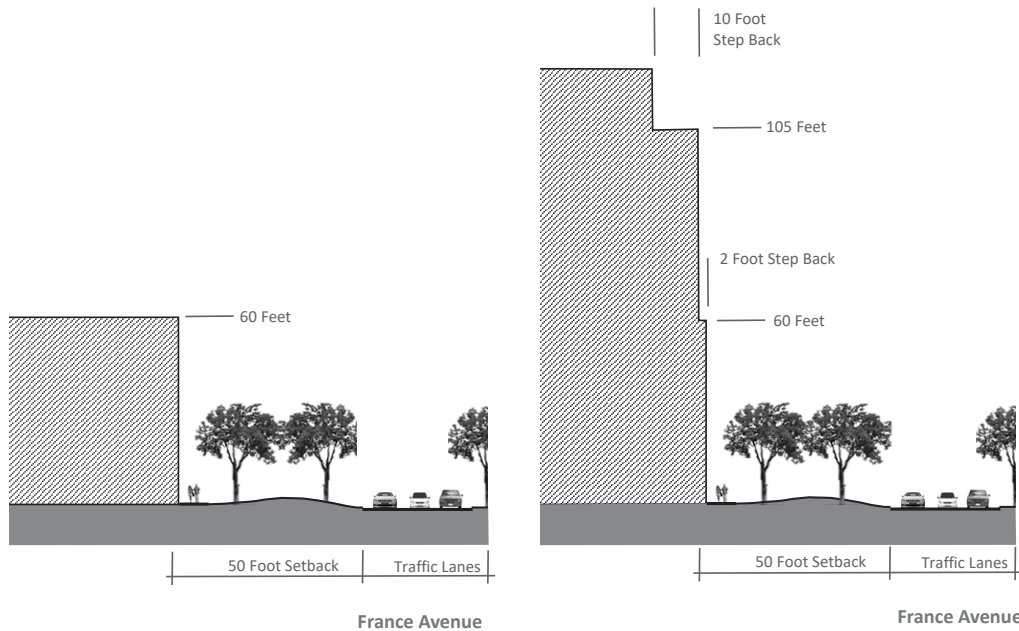 60 Feet
50 Foot Setback
Traffic Lanes
France Avenue
10 Foot
Step Back
105 Feet
2 Foot Step Back
60 Feet
50 Foot Setback
Traffic Lanes
France Avenue